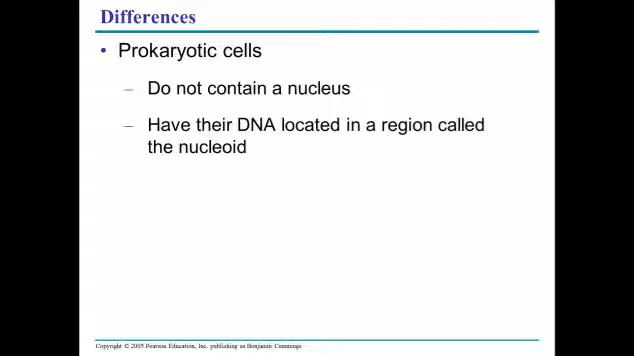 Differences
• Prokaryotic cells
– Do not contain a nucleus
– Have their DNA located in a region called
the nucleoid
Copyright © 2005 Pearson Education, Inc. publishing as Benjamin Cummings